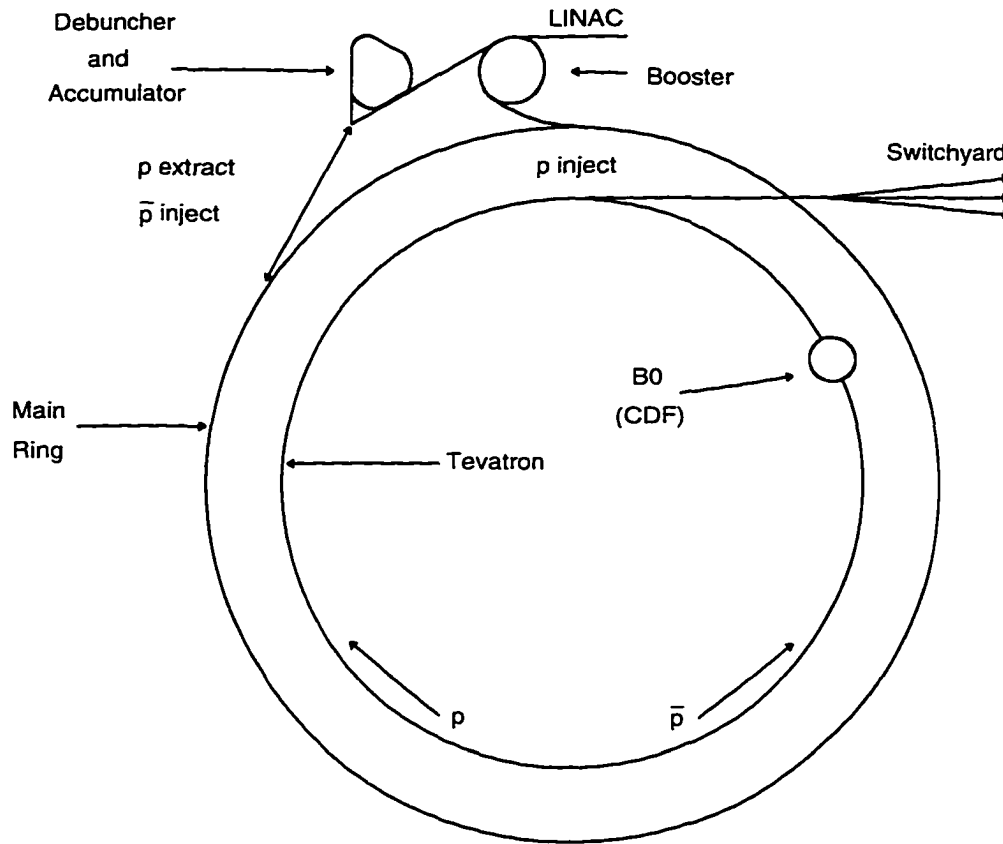 Debuncher
and
Accumulator
LINAC
Booster
p extract
p̄ inject
p inject
Switchyard
B0
(CDF)
Main
Ring
Tevatron
p
p̄